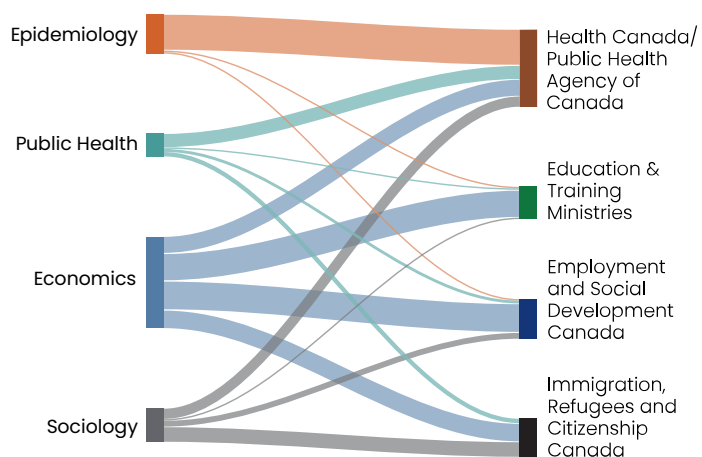 Epidemiology
Public Health
Economics
Sociology
Health Canada/
Public Health
Agency of
Canada
Education &
Training
Ministries
Employment
and Social
Development
Canada
Immigration,
Refugees and
Citizenship
Canada